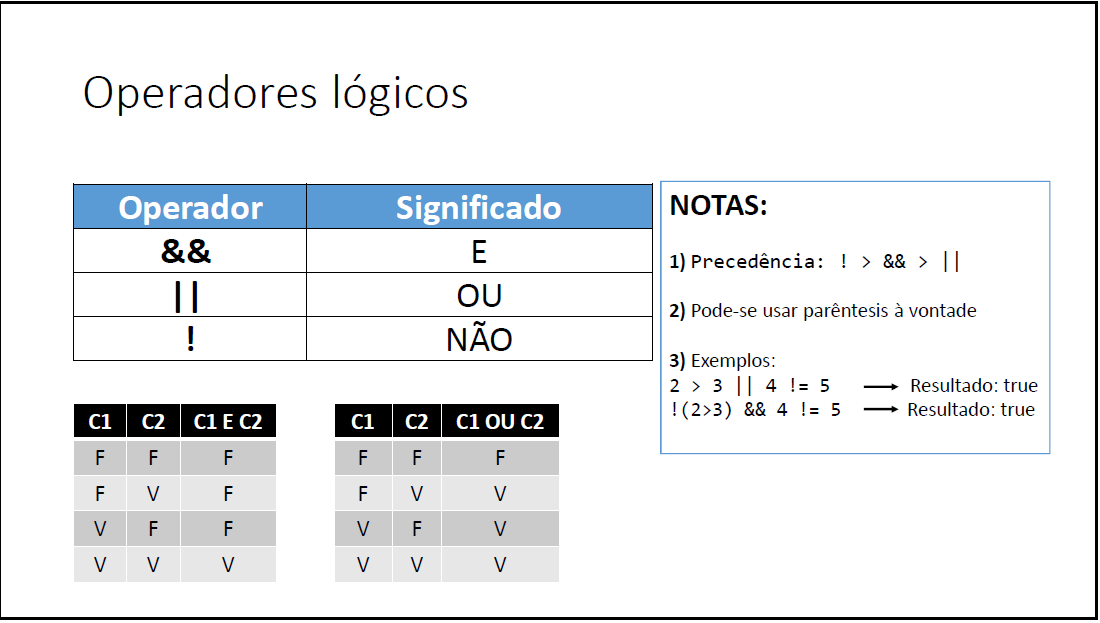 Operadores lógicos
Operador Significado
&& E
|| OU
! NÃO
NOTAS:
1) Precedência: ! > && > ||
2) Pode-se usar parêntesis à vontade
3) Exemplos:
2 > 3 || 4 != 5 → Resultado: true
!(2>3) && 4 != 5 → Resultado: true
C1 C2 C1 E C2
F F F
F V F
V F F
V V V
C1 C2 C1 OU C2
F F F
F V V
V F V
V V V